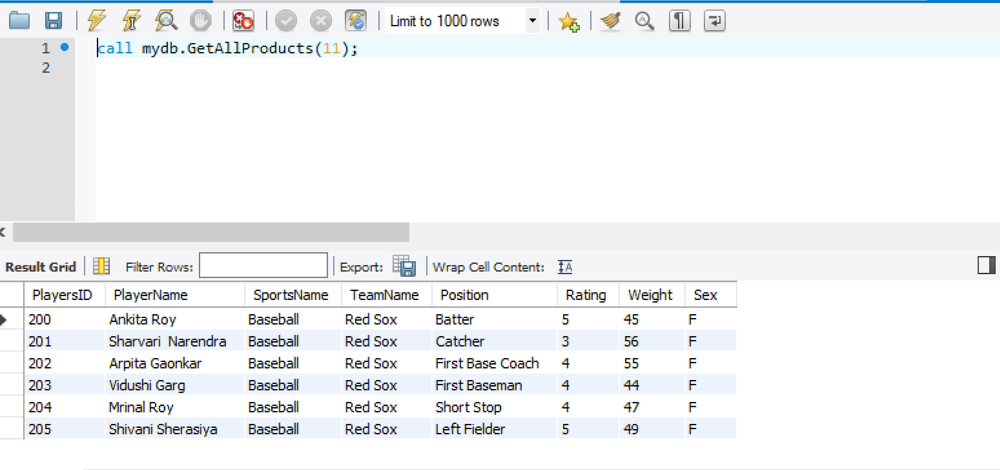 Limit to 1000 rows
1 call mydb.GetAllProducts(11);
2
Result Grid Filter Rows: Export: Wrap Cell Content: A
PlayersID PlayerName SportsName TeamName Position Rating Weight Sex
200 Ankita Roy Baseball Red Sox Batter 5 45 F
201 Sharvari  Narendra Baseball Red Sox Catcher 3 56 F
202 Arpita Gaonkar Baseball Red Sox First Base Coach 4 55 F
203 Vidushi Garg Baseball Red Sox First Baseman 4 44 F
204 Mrinal Roy Baseball Red Sox Short Stop 4 47 F
205 Shivani Sherasiya Baseball Red Sox Left Fielder 5 49 F